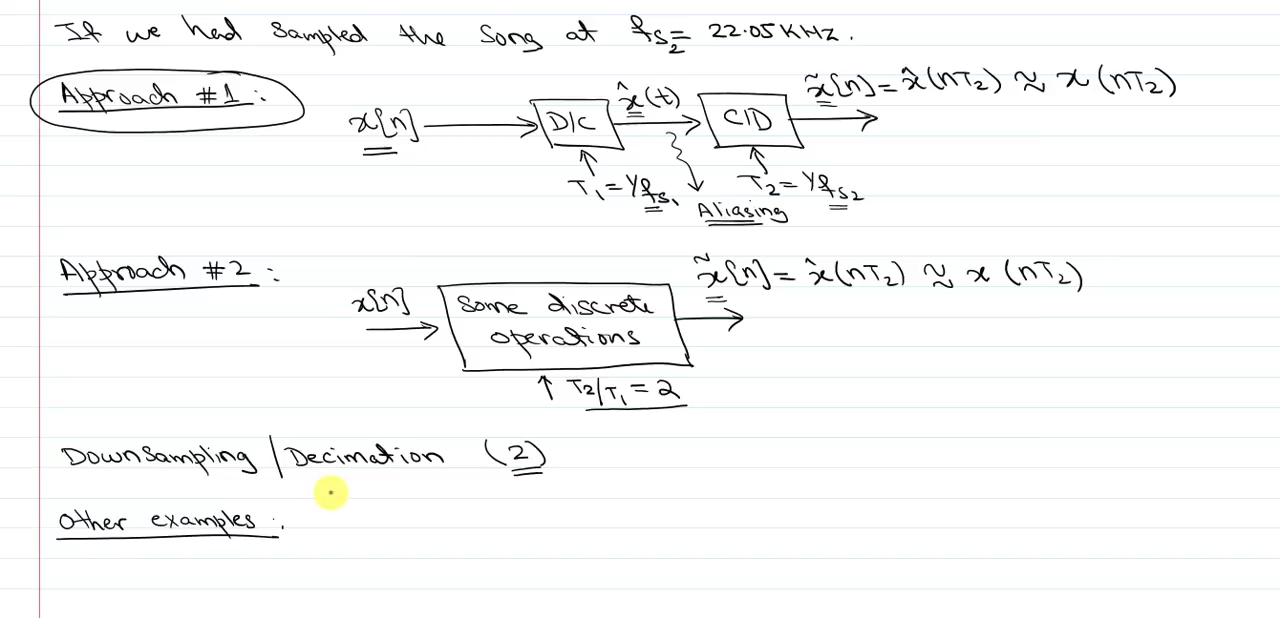 If we had sampled the song at fs₂ = 22.05 KHz.
Approach #1:
x[n] → D/C x̂(t) → C/D → x̃[n] = x̂(nT₂) ≈ x(nT₂)
T₁ = 1/fs₁ T₂ = 1/fs₂
Aliasing
Approach #2:
x[n] → Some discrete operations → x̃[n] = x̂(nT₂) ≈ x(nT₂)
↑ T₂/T₁ = 2
Downsampling / Decimation (2)
Other examples: